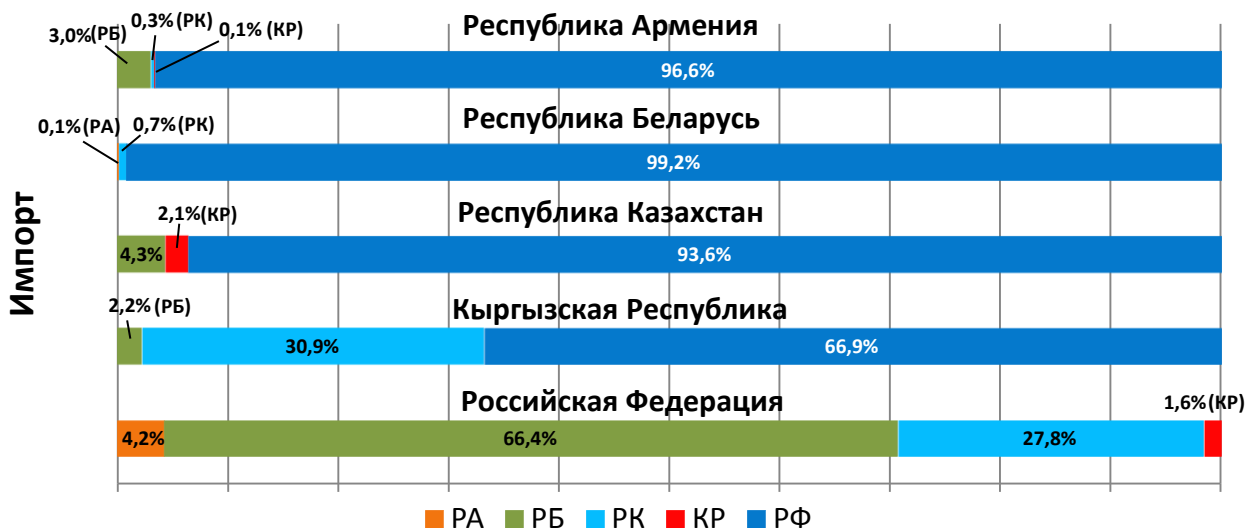 Импорт
Республика Армения
3,0%(РБ)
0,3%(РК)
0,1% (КР)
96,6%
Республика Беларусь
0,1%(РА)
0,7%(РК)
99,2%
Республика Казахстан
2,1%(КР)
4,3%
93,6%
Кыргызская Республика
2,2%(РБ)
30,9%
66,9%
Российская Федерация
1,6%(КР)
4,2%
66,4%
27,8%
РА РБ РК КР РФ